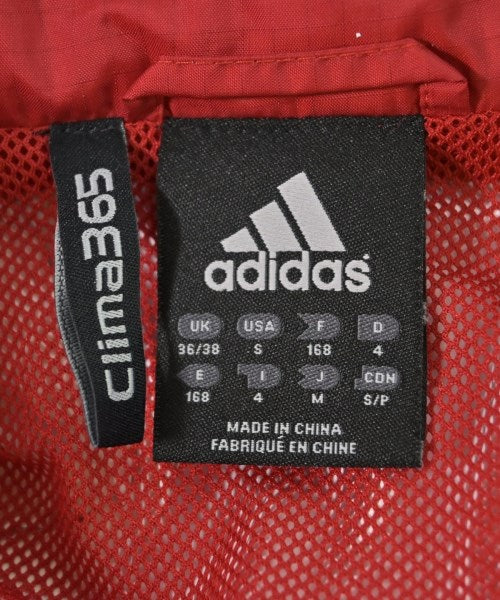 clima365
adidas
UK USA F D
36/38 S 168 4
E I J CDN
168 4 M S/P
MADE IN CHINA
FABRIQUÉ EN CHINE